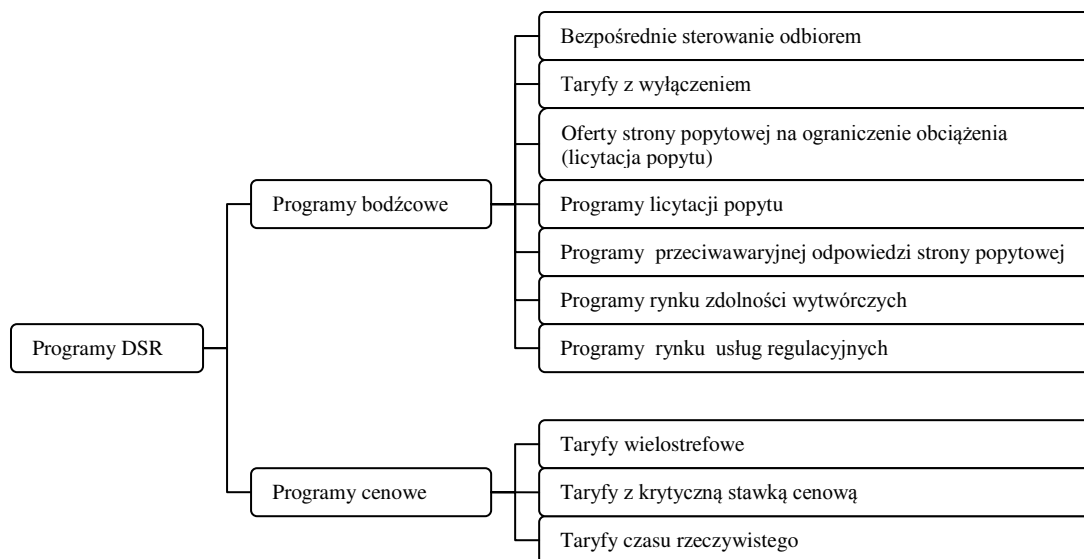 Bezpośrednie sterowanie odbiorem
Taryfy z wyłączeniem
Oferty strony popytowej na ograniczenie obciążenia
(licytacja popytu)
Programy bodźcowe
Programy licytacji popytu
Programy przeciwawaryjnej odpowiedzi strony popytowej
Programy rynku zdolności wytwórczych
Programy DSR
Programy rynku usług regulacyjnych
Taryfy wielostrefowe
Programy cenowe
Taryfy z krytyczną stawką cenową
Taryfy czasu rzeczywistego